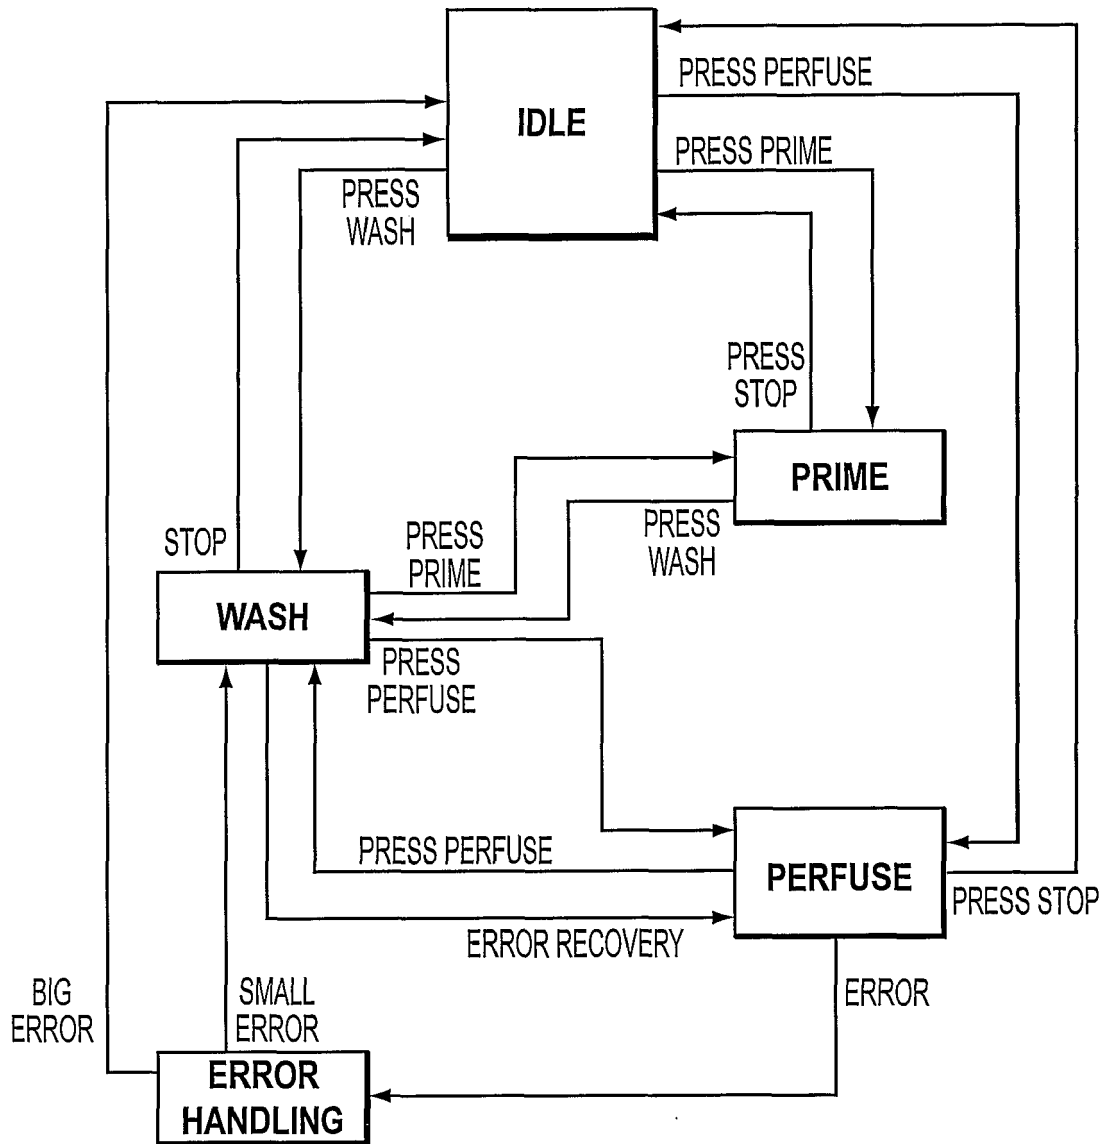 PRESS PERFUSE
IDLE
PRESS PRIME
PRESS
WASH
PRESS
STOP
PRIME
STOP
PRESS
PRIME
PRESS
WASH
WASH
PRESS
PERFUSE
PRESS PERFUSE
PERFUSE
PRESS STOP
ERROR RECOVERY
BIG
ERROR
SMALL
ERROR
ERROR
ERROR
HANDLING